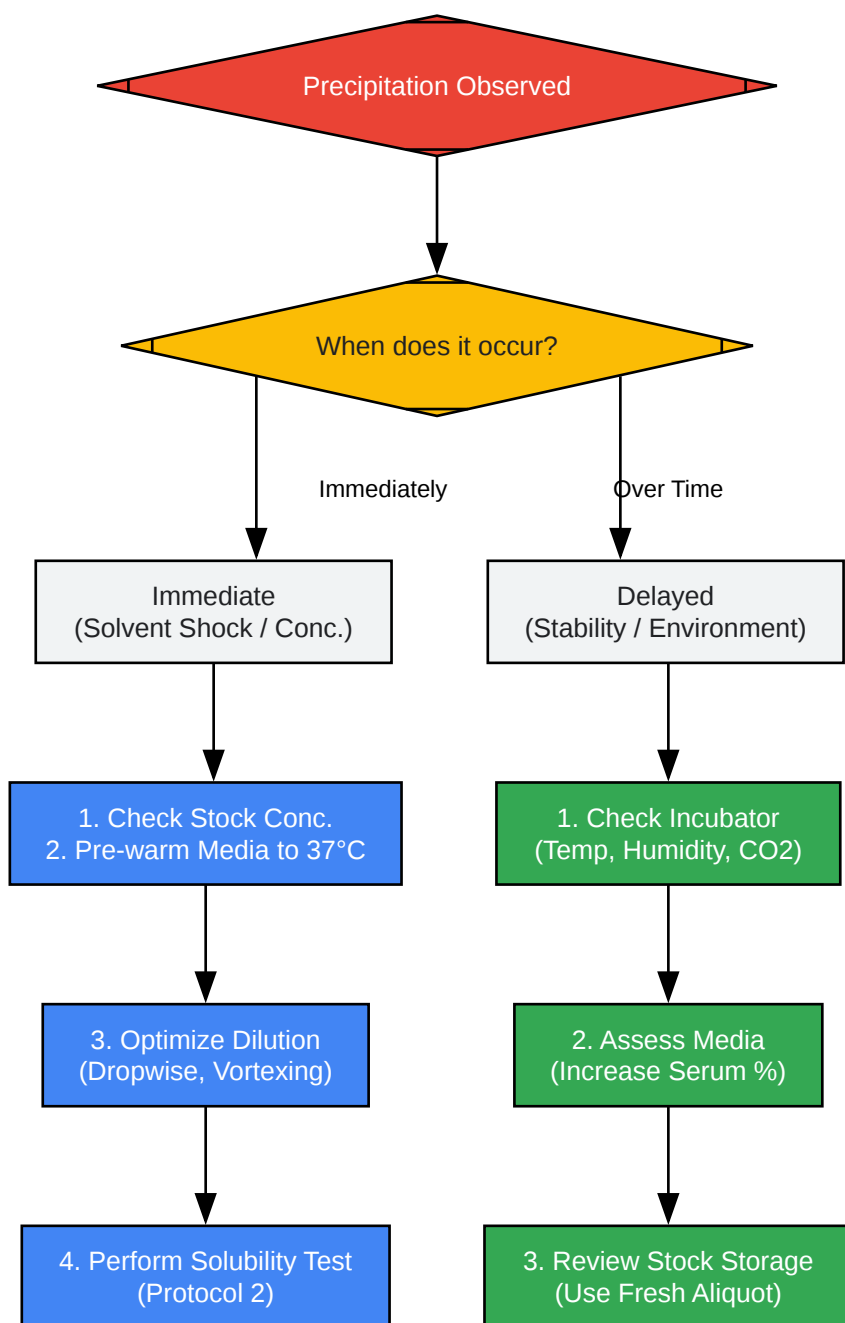 Precipitation Observed
When does it occur?
Immediately
Over Time
Immediate
(Solvent Shock / Conc.)
Delayed
(Stability / Environment)
1. Check Stock Conc.
2. Pre-warm Media to 37°C
1. Check Incubator
(Temp, Humidity, CO2)
3. Optimize Dilution
(Dropwise, Vortexing)
2. Assess Media
(Increase Serum %)
4. Perform Solubility Test
(Protocol 2)
3. Review Stock Storage
(Use Fresh Aliquot)